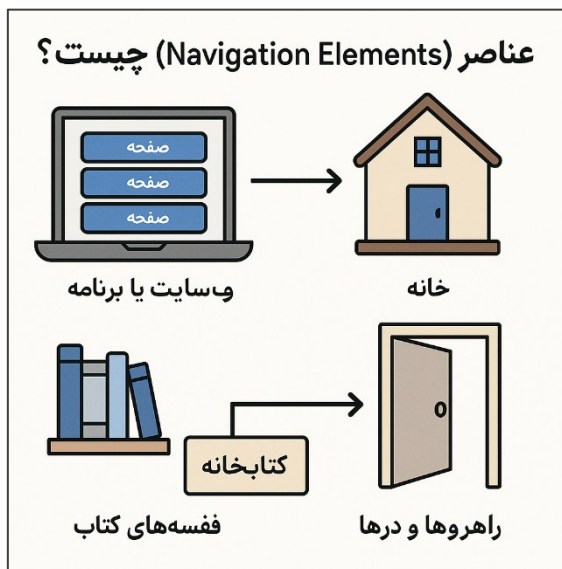 عناصر (Navigation Elements) چیست؟
صفحه
صفحه
صفحه
وبسایت یا برنامه
خانه
کتابخانه
قفسه‌های کتاب
راهروها و درها